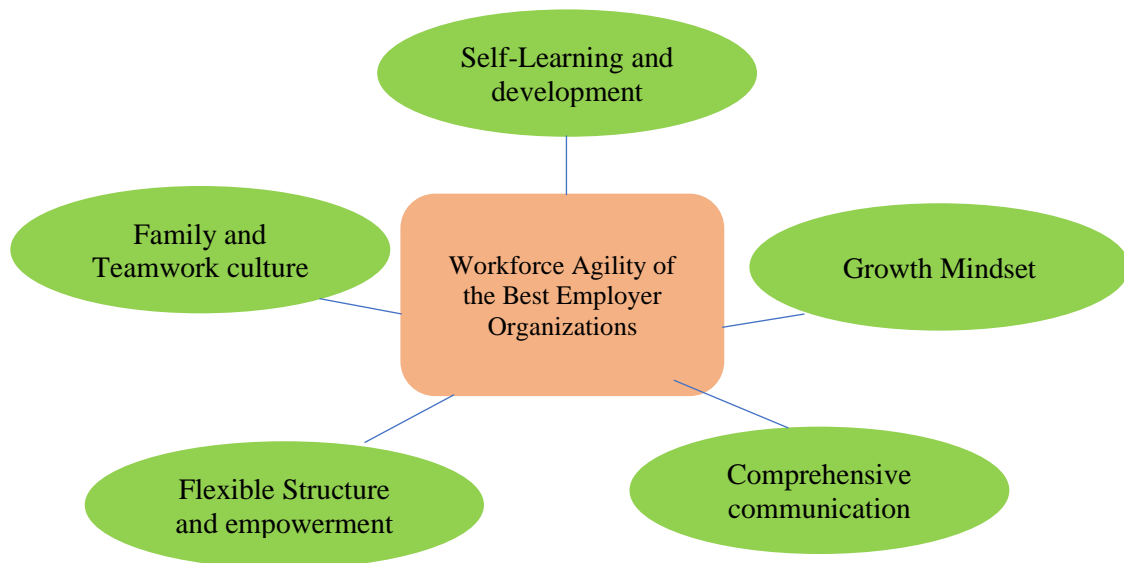 Self-Learning and
development
Family and
Teamwork culture
Workforce Agility of
the Best Employer
Organizations
Growth Mindset
Flexible Structure
and empowerment
Comprehensive
communication